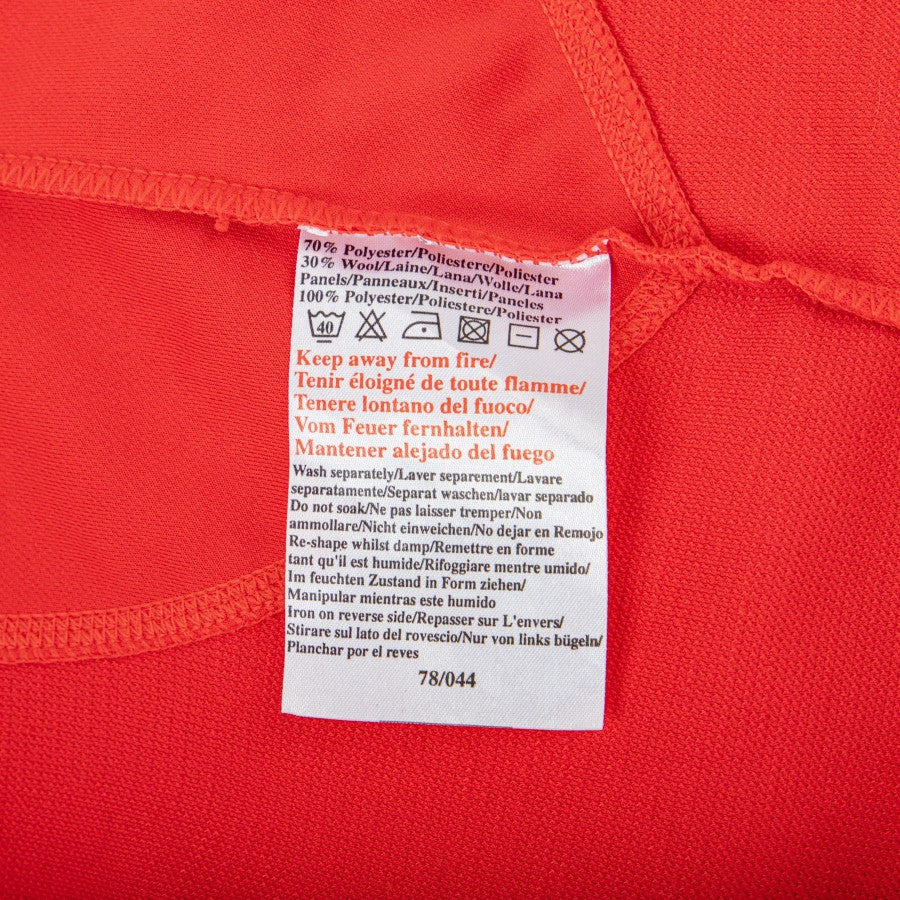 70% Polyester/Poliestere/Poliester
30% Wool/Laine/Lana/Wolle/Lana
Panels/Panneaux/Inserti/Paneles
100% Polyester/Poliestere/Poliester
40
Keep away from fire/
Tenir éloigné de toute flamme/
Tenere lontano del fuoco/
Vom Feuer fernhalten/
Mantener alejado del fuego
Wash separately/Laver separement/Lavare
separatamente/Separat waschen/lavar separado
Do not soak/Ne pas laisser tremper/Non
ammollare/Nicht einweichen/No dejar en Remojo
Re-shape whilst damp/Remettre en forme
tant qu'il est humide/Rifoggiare mentre umido/
Im feuchten Zustand in Form ziehen/
Manipular mientras este humido
Iron on reverse side/Repasser sur L'envers/
Stirare sul lato del rovescio/Nur von links bügeln/
Planchar por el reves
78/044